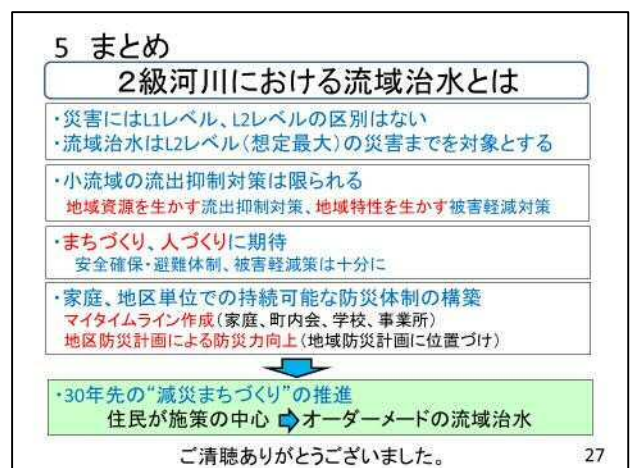 5 まとめ
2級河川における流域治水とは
・災害にはL1レベル、L2レベルの区別はない
・流域治水はL2レベル(想定最大)の災害までを対象とする
・小流域の流出抑制対策は限られる
地域資源を生かす流出抑制対策、地域特性を生かす被害軽減対策
・まちづくり、人づくりに期待
安全確保・避難体制、被害軽減策は十分に
・家庭、地区単位での持続可能な防災体制の構築
マイタイムライン作成(家庭、町内会、学校、事業所)
地区防災計画による防災力向上(地域防災計画に位置づけ)
・30年先の“減災まちづくり”の推進
住民が施策の中心 ➡ オーダーメードの流域治水
ご清聴ありがとうございました。 27